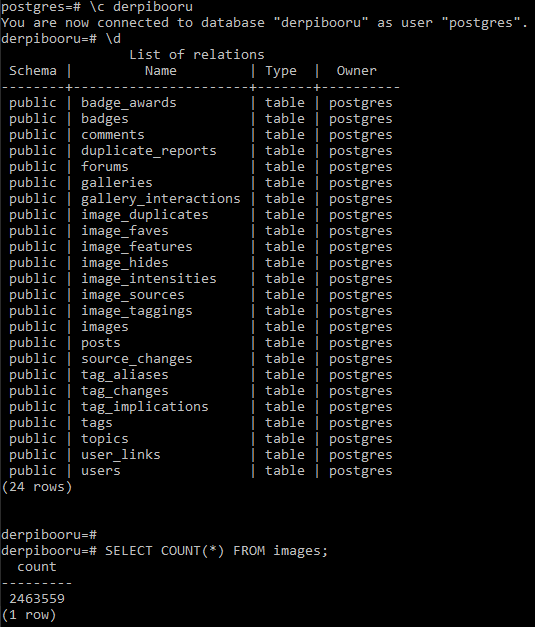 postgres=# \c derpibooru
You are now connected to database "derpibooru" as user "postgres".
derpibooru=# \d
                List of relations
 Schema |         Name         | Type  |  Owner
--------+----------------------+-------+----------
 public | badge_awards         | table | postgres
 public | badges               | table | postgres
 public | comments             | table | postgres
 public | duplicate_reports    | table | postgres
 public | forums               | table | postgres
 public | galleries            | table | postgres
 public | gallery_interactions | table | postgres
 public | image_duplicates     | table | postgres
 public | image_faves          | table | postgres
 public | image_features       | table | postgres
 public | image_hides          | table | postgres
 public | image_intensities    | table | postgres
 public | image_sources        | table | postgres
 public | image_taggings       | table | postgres
 public | images               | table | postgres
 public | posts                | table | postgres
 public | source_changes       | table | postgres
 public | tag_aliases          | table | postgres
 public | tag_changes          | table | postgres
 public | tag_implications     | table | postgres
 public | tags                 | table | postgres
 public | topics               | table | postgres
 public | user_links           | table | postgres
 public | users                | table | postgres
(24 rows)

derpibooru=#
derpibooru=# SELECT COUNT(*) FROM images;
  count
---------
 2463559
(1 row)